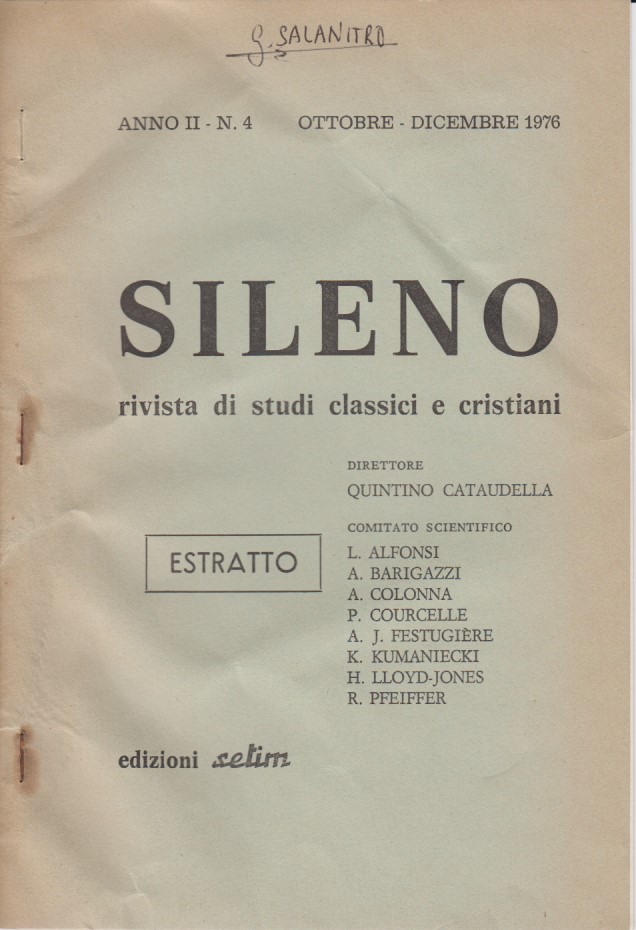 G. SALANITRO
ANNO II - N. 4 OTTOBRE - DICEMBRE 1976
SILENO
rivista di studi classici e cristiani
DIRETTORE
QUINTINO CATAUDELLA
COMITATO SCIENTIFICO
ESTRATTO
L. ALFONSI
A. BARIGAZZI
A. COLONNA
P. COURCELLE
A. J. FESTUGIÈRE
K. KUMANIECKI
H. LLOYD-JONES
R. PFEIFFER
edizioni setim